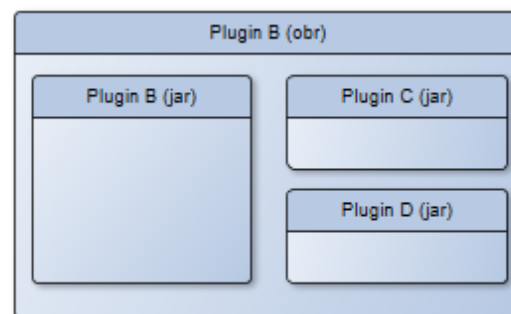 Plugin B (obr)
Plugin B (jar)
Plugin C (jar)
Plugin D (jar)